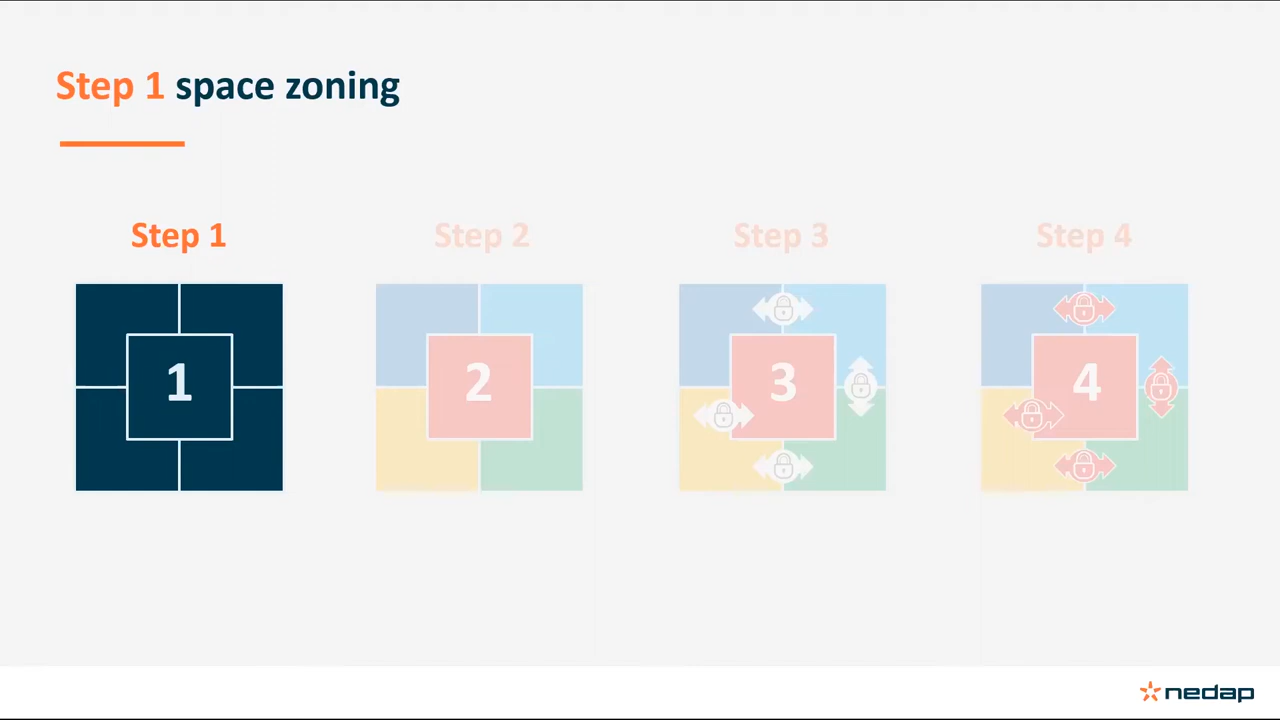 Step 1 space zoning
Step 1
Step 2
Step 3
Step 4
1
2
3
4
nedap